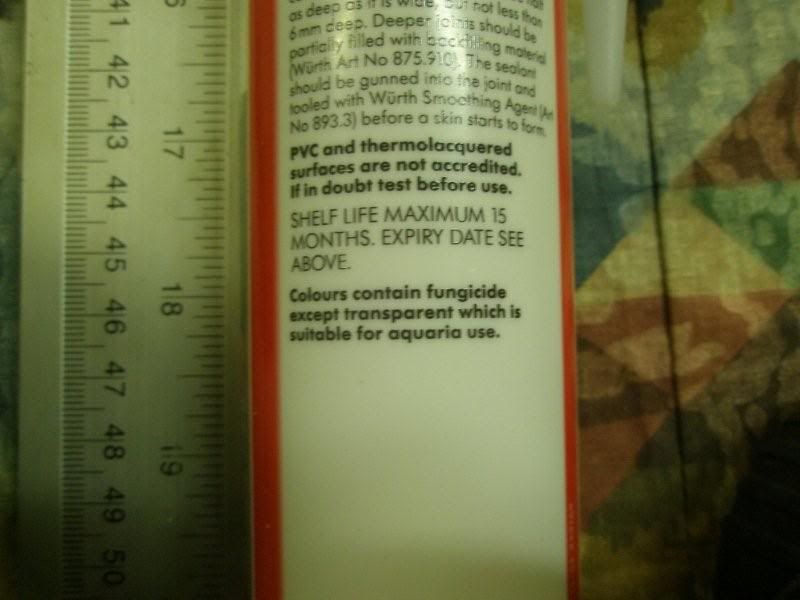 as deep as it is wide, but not less than
6mm deep. Deeper joints should be
partially filled with backfilling material
(Würth Art No 875.910). The sealant
should be gunned into the joint and
tooled with Würth Smoothing Agent (Art
No 893.3) before a skin starts to form.
PVC and thermolacquered
surfaces are not accredited.
If in doubt test before use.
SHELF LIFE MAXIMUM 15
MONTHS. EXPIRY DATE SEE
ABOVE.
Colours contain fungicide
except transparent which is
suitable for aquaria use.
41
42
43
44
45
46
47
48
49
50
17
18
19